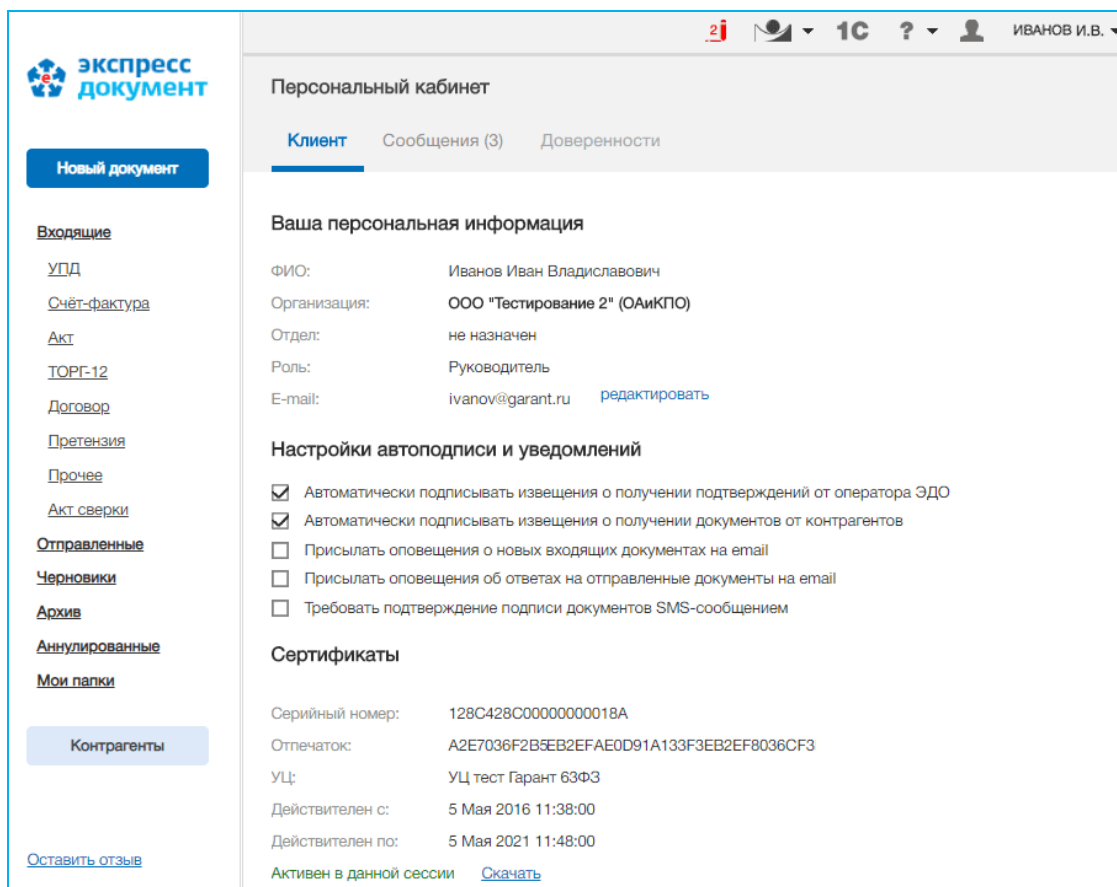 2
1С
?
ИВАНОВ И.В.
e
экспресс
документ
Персональный кабинет
Клиент Сообщения (3) Доверенности
Новый документ
Входящие
УПД
Счёт-фактура
Акт
ТОРГ-12
Договор
Претензия
Прочее
Акт сверки
Отправленные
Черновики
Архив
Аннулированные
Мои папки
Контрагенты
Оставить отзыв
Ваша персональная информация
ФИО: Иванов Иван Владиславович
Организация: ООО "Тестирование 2" (ОАиКПО)
Отдел: не назначен
Роль: Руководитель
E-mail: ivanov@garant.ru редактировать
Настройки автоподписи и уведомлений
Автоматически подписывать извещения о получении подтверждений от оператора ЭДО
Автоматически подписывать извещения о получении документов от контрагентов
Присылать оповещения о новых входящих документах на email
Присылать оповещения об ответах на отправленные документы на email
Требовать подтверждение подписи документов SMS-сообщением
Сертификаты
Серийный номер: 128C428C00000000018A
Отпечаток: A2E7036F2B5EB2EFAE0D91A133F3EB2EF8036CF3
УЦ: УЦ тест Гарант 63ФЗ
Действителен с: 5 Мая 2016 11:38:00
Действителен по: 5 Мая 2021 11:48:00
Активен в данной сессии Скачать